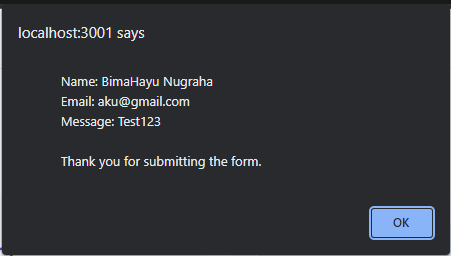 localhost:3001 says
Name: BimaHayu Nugraha
Email: aku@gmail.com
Message: Test123
Thank you for submitting the form.
OK